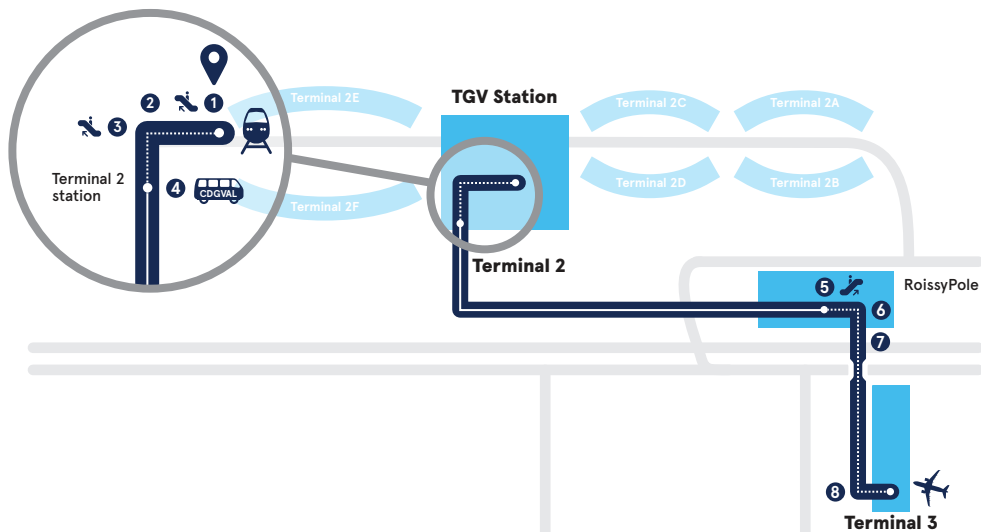 TGV Station
Terminal 2E
Terminal 2C
Terminal 2A
2
1
3
Terminal 2
station
4
CDGVAL
Terminal 2F
Terminal 2D
Terminal 2B
Terminal 2
5
RoissyPole
6
7
8
Terminal 3